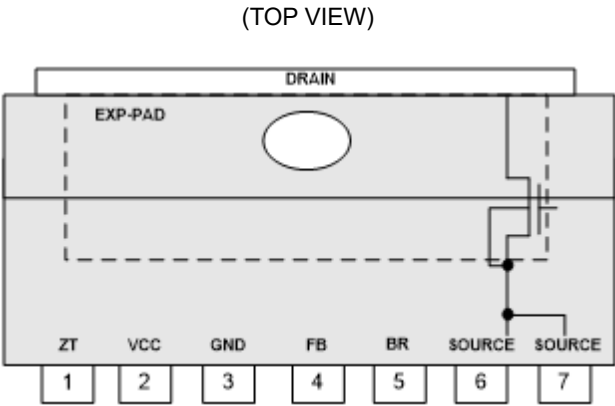 (TOP VIEW)
DRAIN
EXP-PAD
ZT VCC GND FB BR SOURCE SOURCE
1 2 3 4 5 6 7